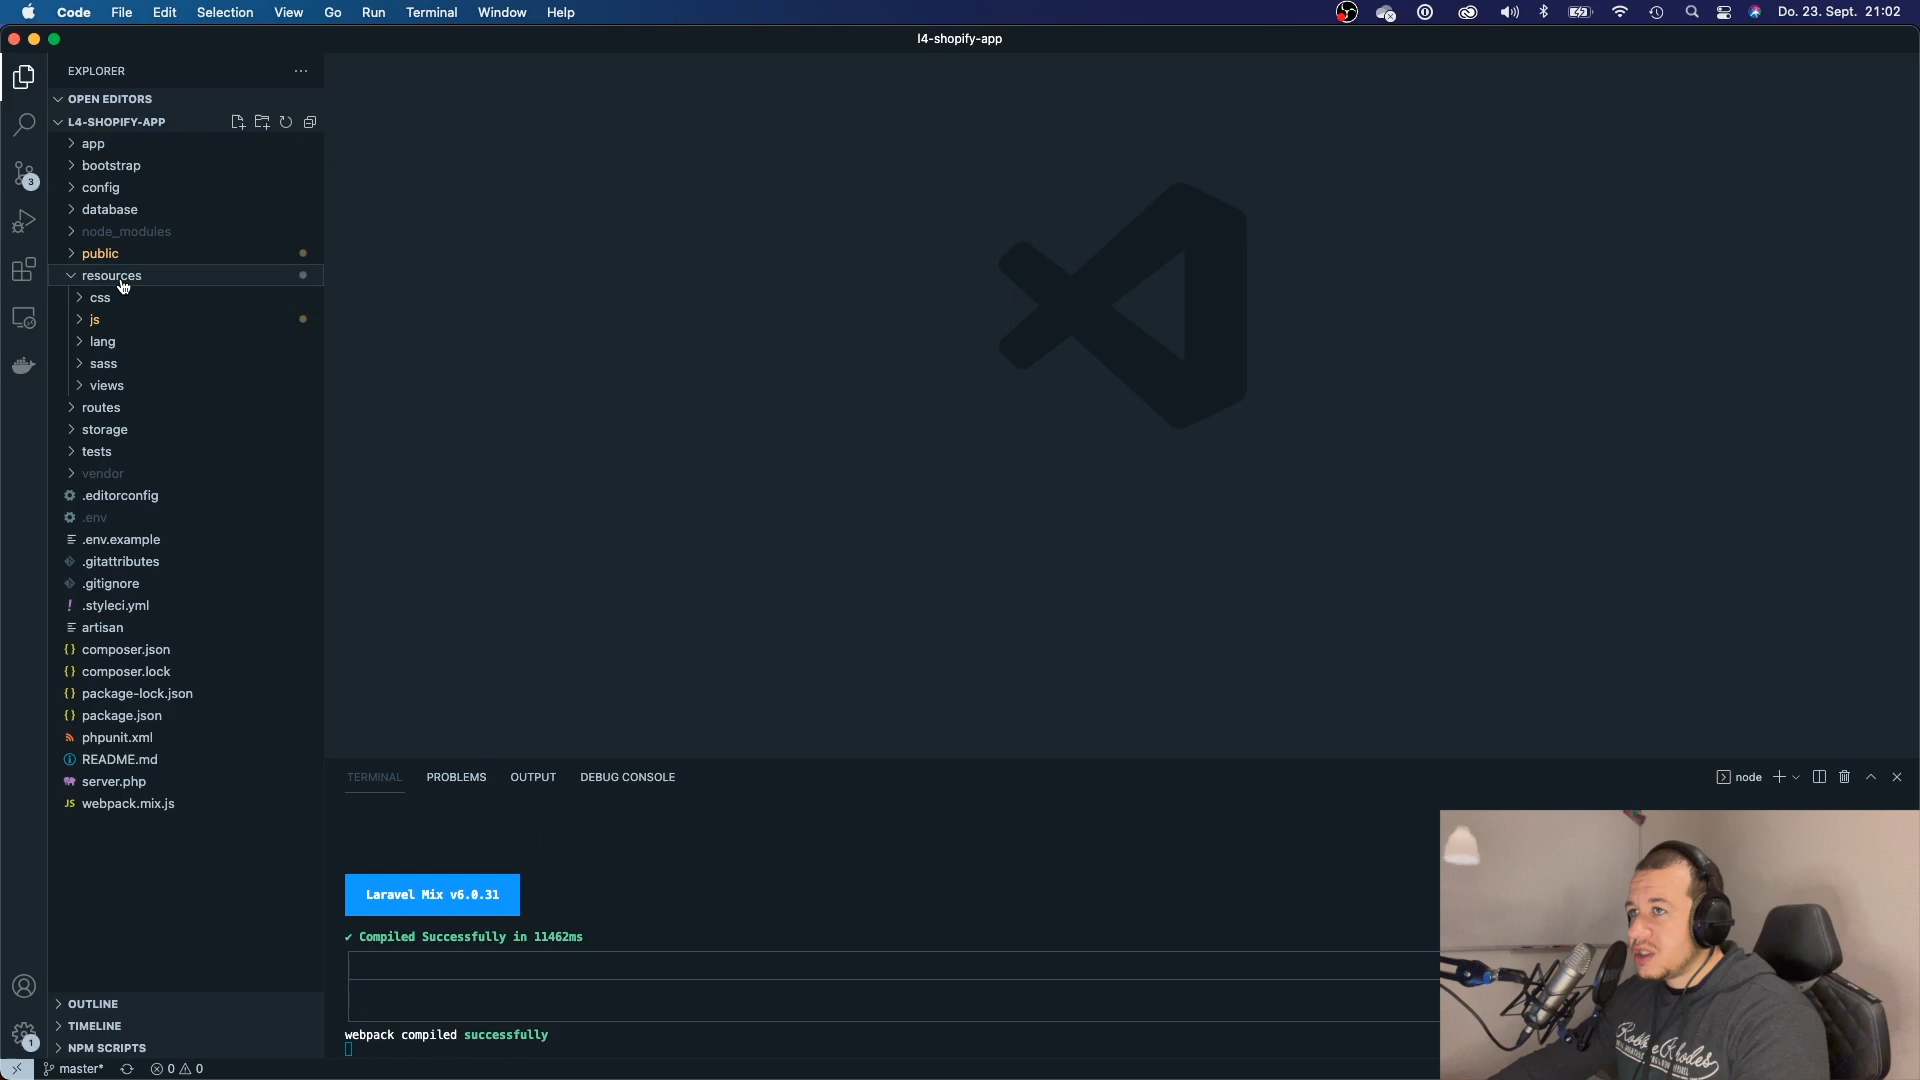 Code File Edit Selection View Go Run Terminal Window Help
Do. 23. Sept. 21:02
l4-shopify-app
EXPLORER
OPEN EDITORS
L4-SHOPIFY-APP
app
bootstrap
config
database
node_modules
public
resources
css
js
lang
sass
views
routes
storage
tests
vendor
.editorconfig
.env
.env.example
.gitattributes
.gitignore
.styleci.yml
artisan
composer.json
composer.lock
package-lock.json
package.json
phpunit.xml
README.md
server.php
JS webpack.mix.js
3
TERMINAL PROBLEMS OUTPUT DEBUG CONSOLE
node
Laravel Mix v6.0.31
✔ Compiled Successfully in 11462ms
webpack compiled successfully
OUTLINE
TIMELINE
NPM SCRIPTS
1
master* 0 0